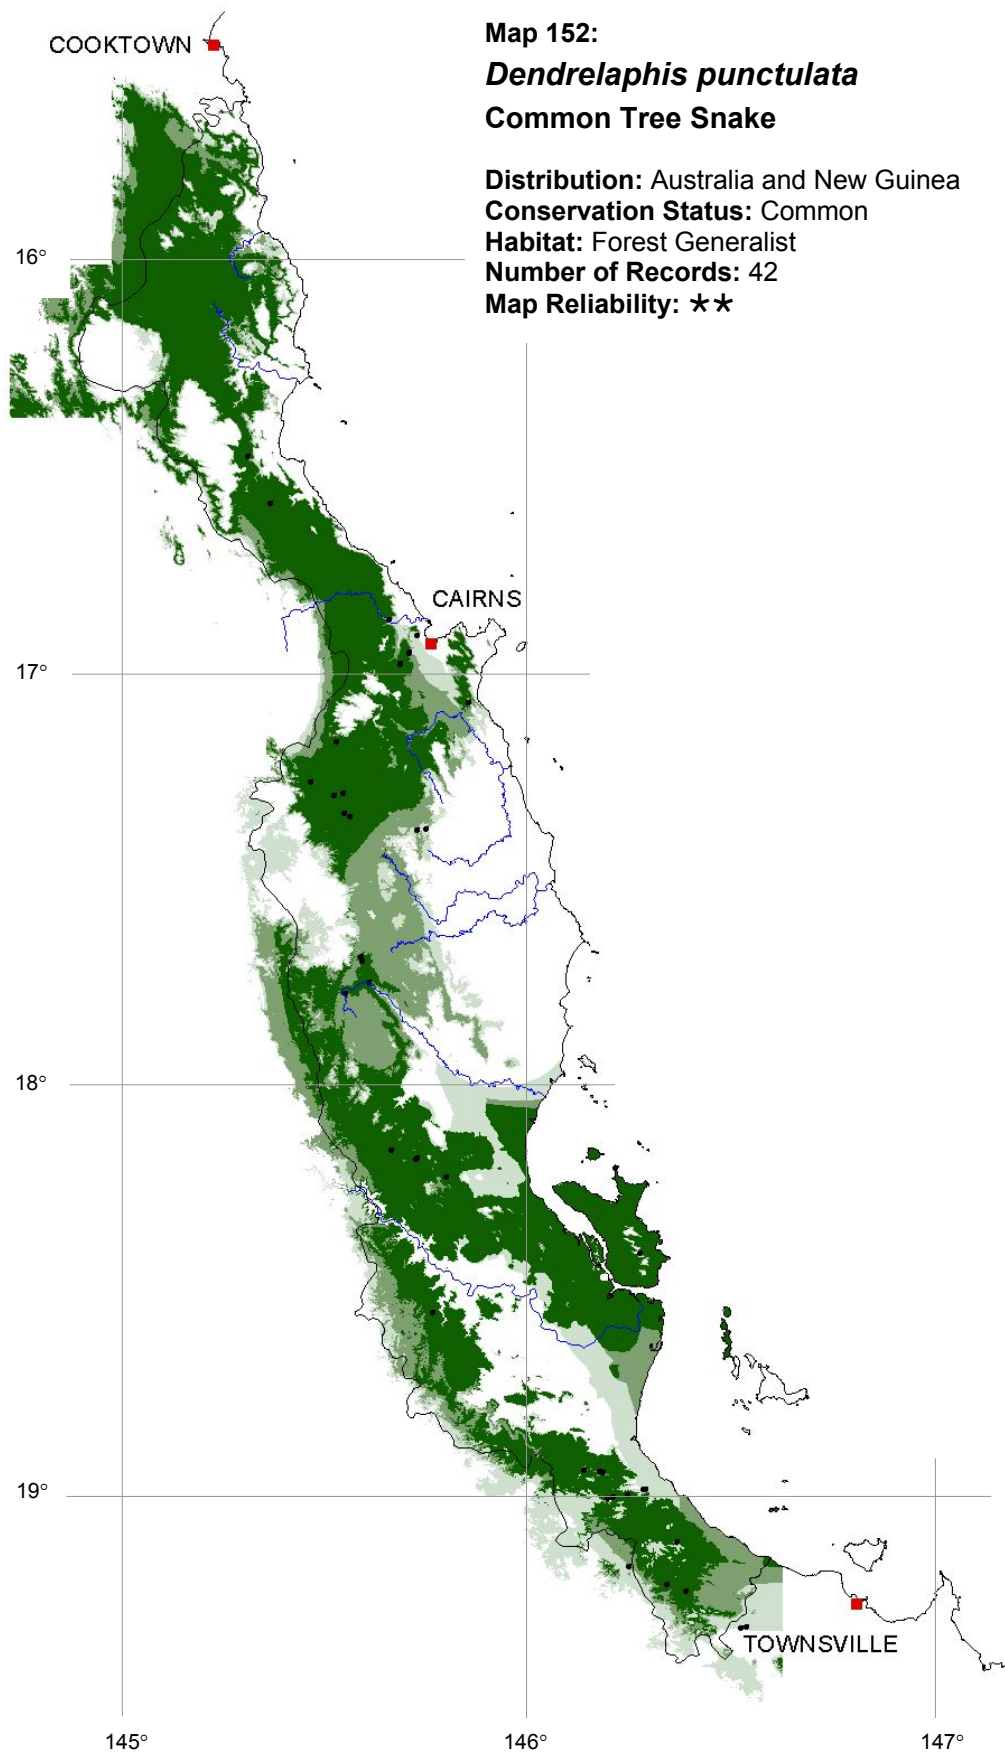 Map 152:
COOKTOWN
Dendrelaphis punctulata
Common Tree Snake
Distribution: Australia and New Guinea
Conservation Status: Common
Habitat: Forest Generalist
Number of Records: 42
Map Reliability: **
16°
CAIRNS
17°
18°
19°
TOWNSVILLE
145°
146°
147°